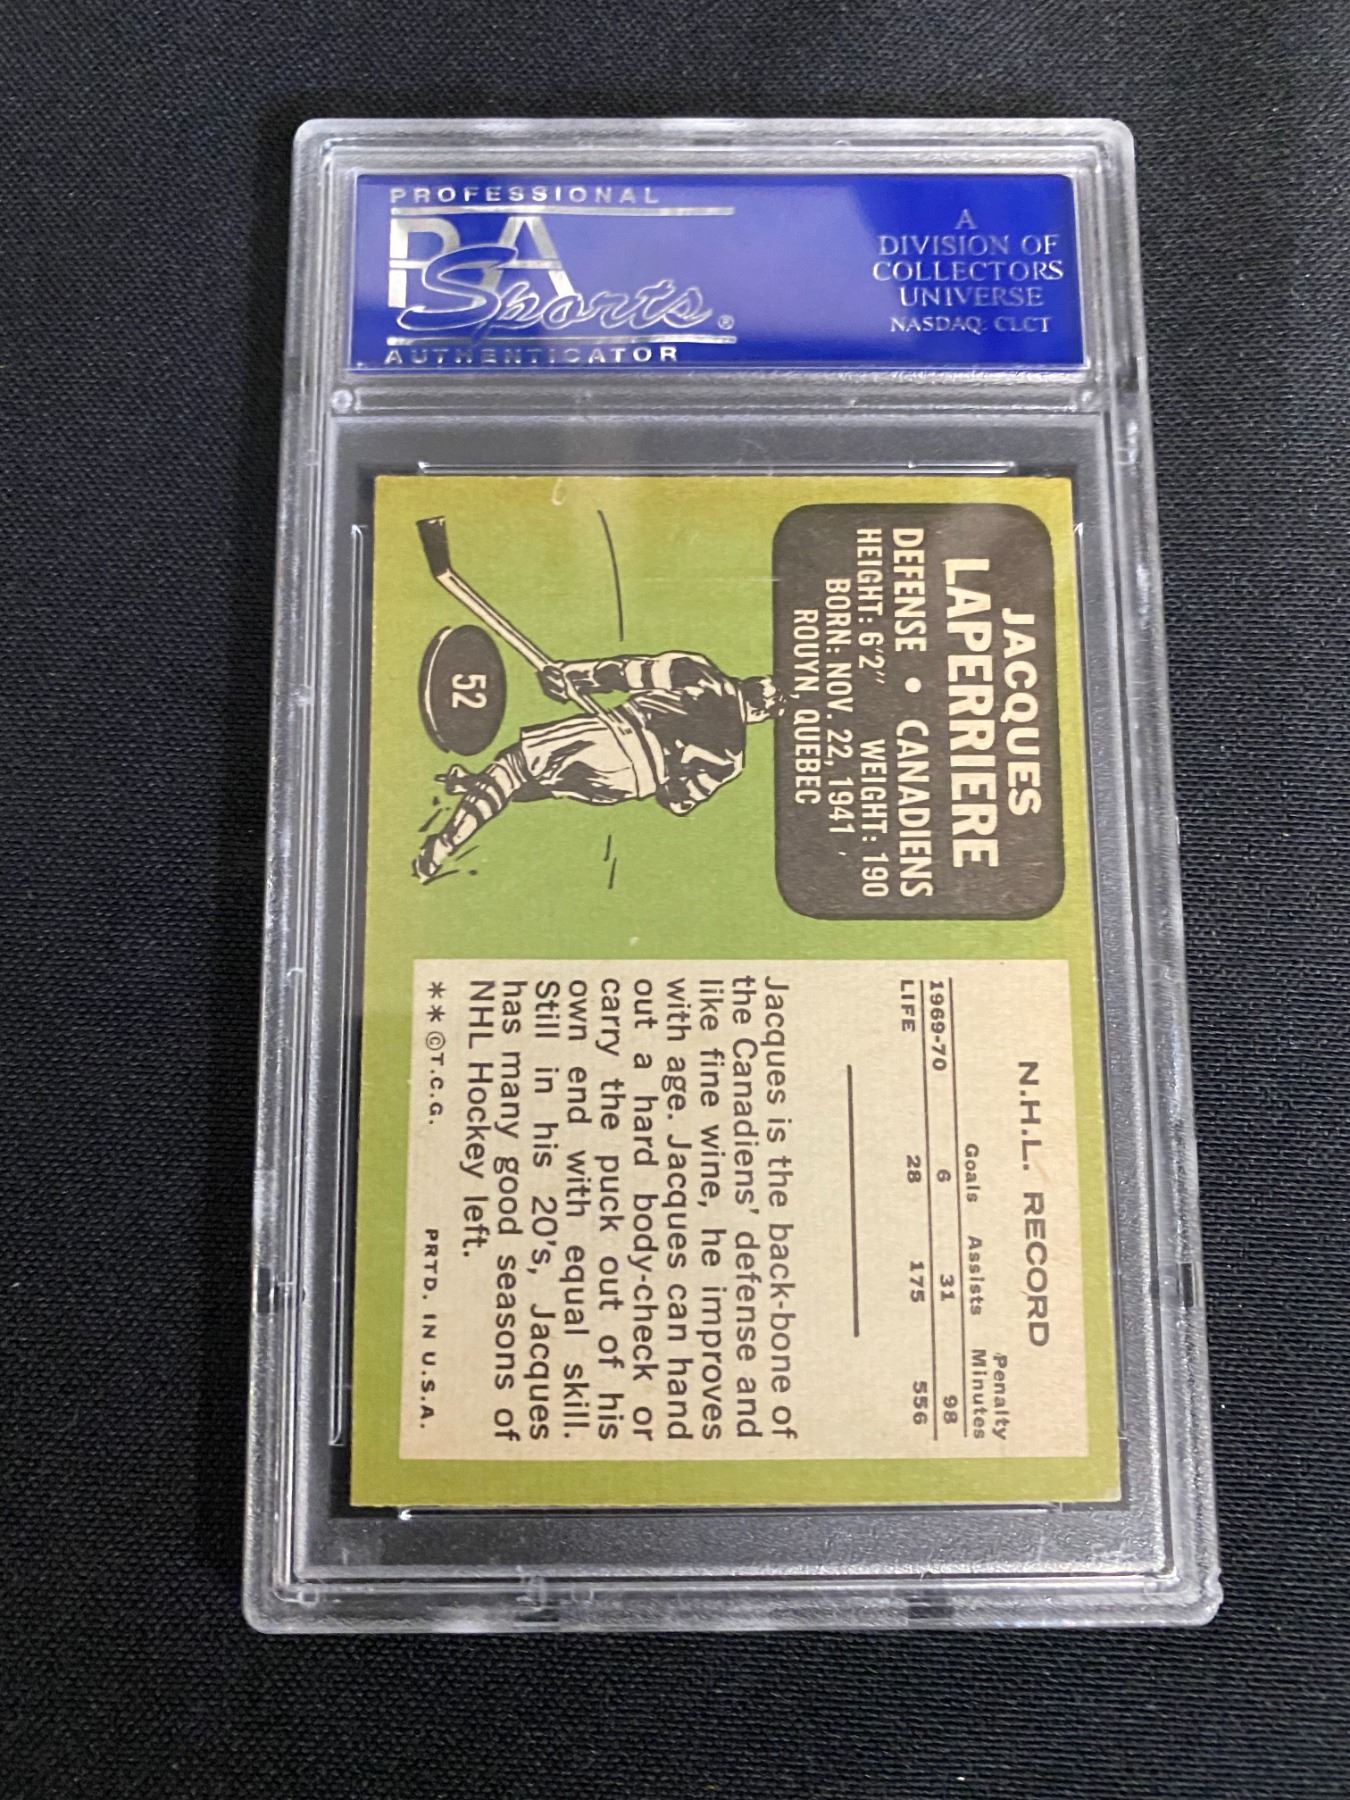 PROFESSIONAL
PSA
Sports ®
AUTHENTICATOR
A
DIVISION OF
COLLECTORS
UNIVERSE
NASDAQ: CLCT
JACQUES
LAPERRIERE
DEFENSE • CANADIENS
HEIGHT: 6'2" WEIGHT: 190
BORN: NOV. 22, 1941
ROUYN, QUEBEC
52
N.H.L. RECORD
Goals Assists Penalty Minutes
1969-70 6 31 98
LIFE 28 175 556
Jacques is the back-bone of
the Canadiens' defense and
like fine wine, he improves
with age. Jacques can hand
out a hard body-check or
carry the puck out of his
own end with equal skill.
Still in his 20's, Jacques
has many good seasons of
NHL Hockey left.
** © T.C.G. PRTD. IN U.S.A.